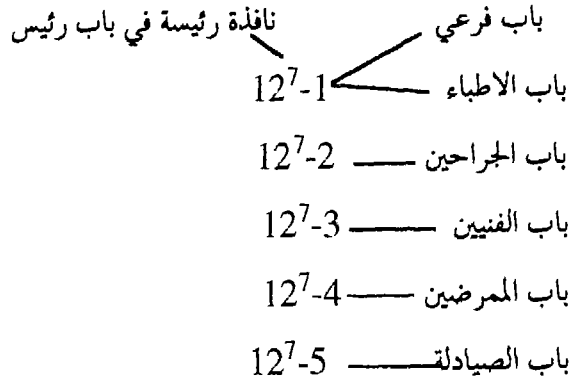 باب فرعي
نافذة رئيسة في باب رئيس
باب الاطباء 12⁷-1
باب الجراحين 12⁷-2
باب الفنيين 12⁷-3
باب الممرضين 12⁷-4
باب الصيادلة 12⁷-5